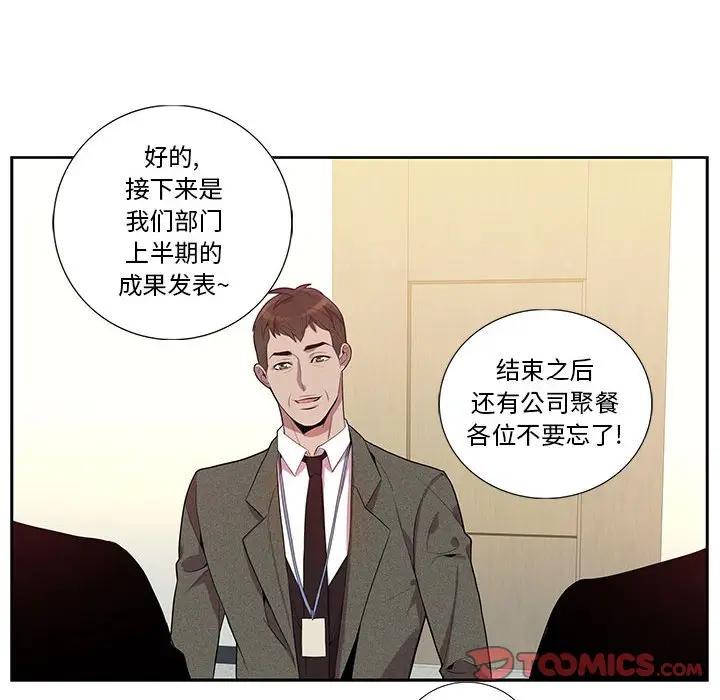 好的,
接下来是
我们部门
上半期的
成果发表~
结束之后
还有公司聚餐
各位不要忘了!
TOOMICS.COM